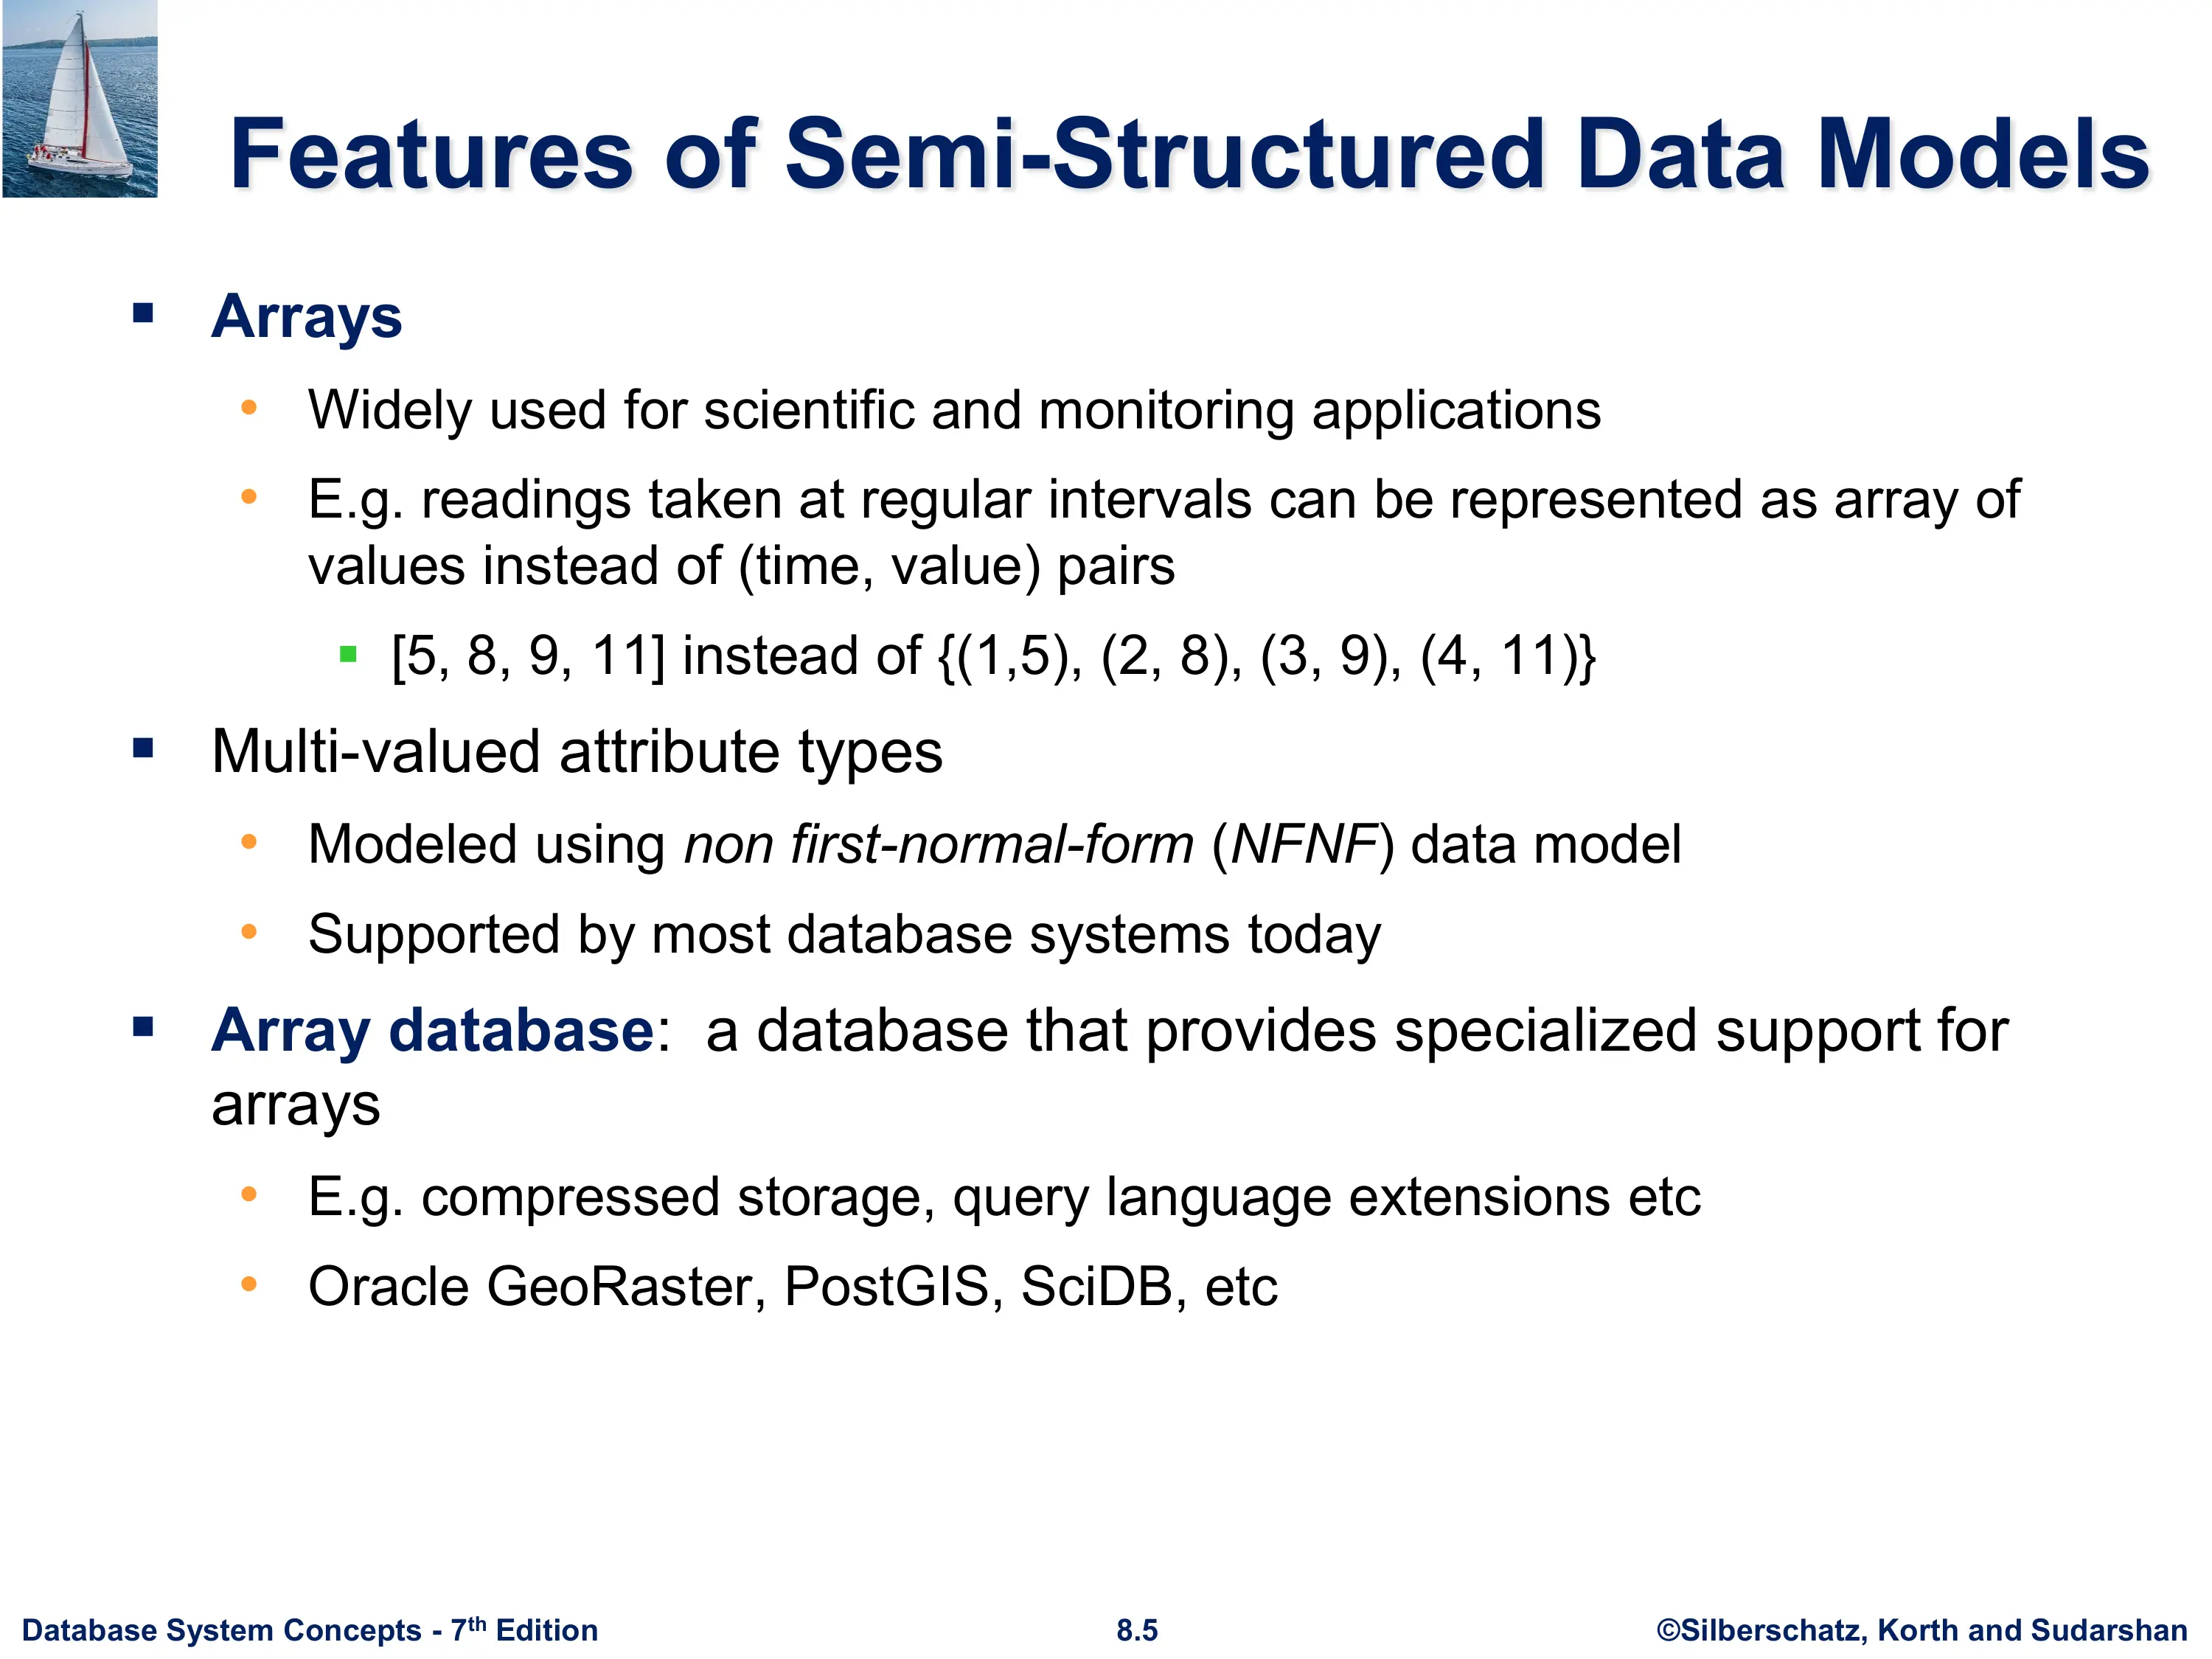 Features of Semi-Structured Data Models
▪ Arrays
• Widely used for scientific and monitoring applications
• E.g. readings taken at regular intervals can be represented as array of
values instead of (time, value) pairs
▪ [5, 8, 9, 11] instead of {(1,5), (2, 8), (3, 9), (4, 11)}
▪ Multi-valued attribute types
• Modeled using non first-normal-form (NFNF) data model
• Supported by most database systems today
▪ Array database: a database that provides specialized support for
arrays
• E.g. compressed storage, query language extensions etc
• Oracle GeoRaster, PostGIS, SciDB, etc
Database System Concepts - 7th Edition
8.5
©Silberschatz, Korth and Sudarshan